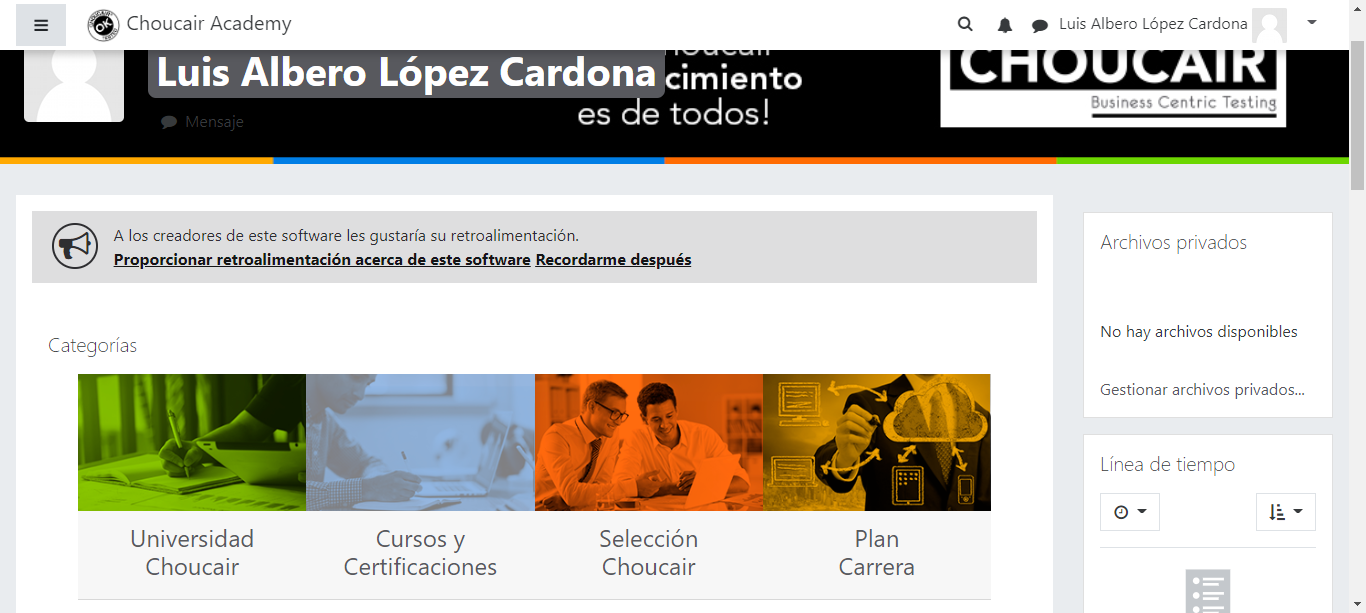 Choucair Academy
Luis Albero López Cardona
Luis Albero López Cardona
cimiento
es de todos!
CHOUCAIR
Business Centric Testing
Mensaje
A los creadores de este software les gustaría su retroalimentación.
Proporcionar retroalimentación acerca de este software Recordarme después
Categorías
Universidad
Choucair
Cursos y
Certificaciones
Selección
Choucair
Plan
Carrera
Archivos privados
No hay archivos disponibles
Gestionar archivos privados...
Línea de tiempo